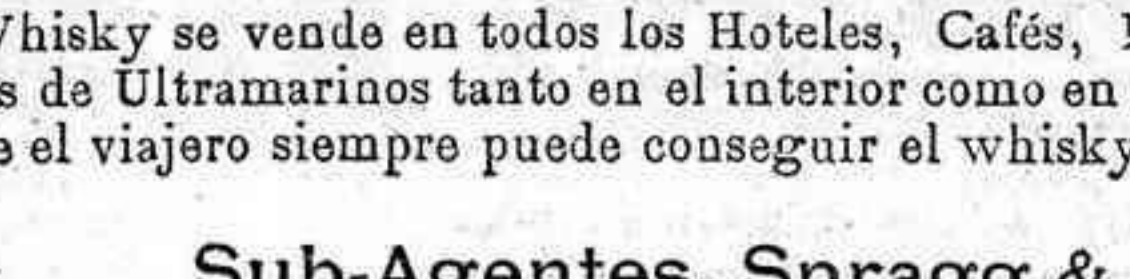 Whisky se vende en todos los Hoteles, Cafés,
s de Ultramarinos tanto en el interior como en
e el viajero siempre puede conseguir el whisky
Sub-Agentes, Spragg &